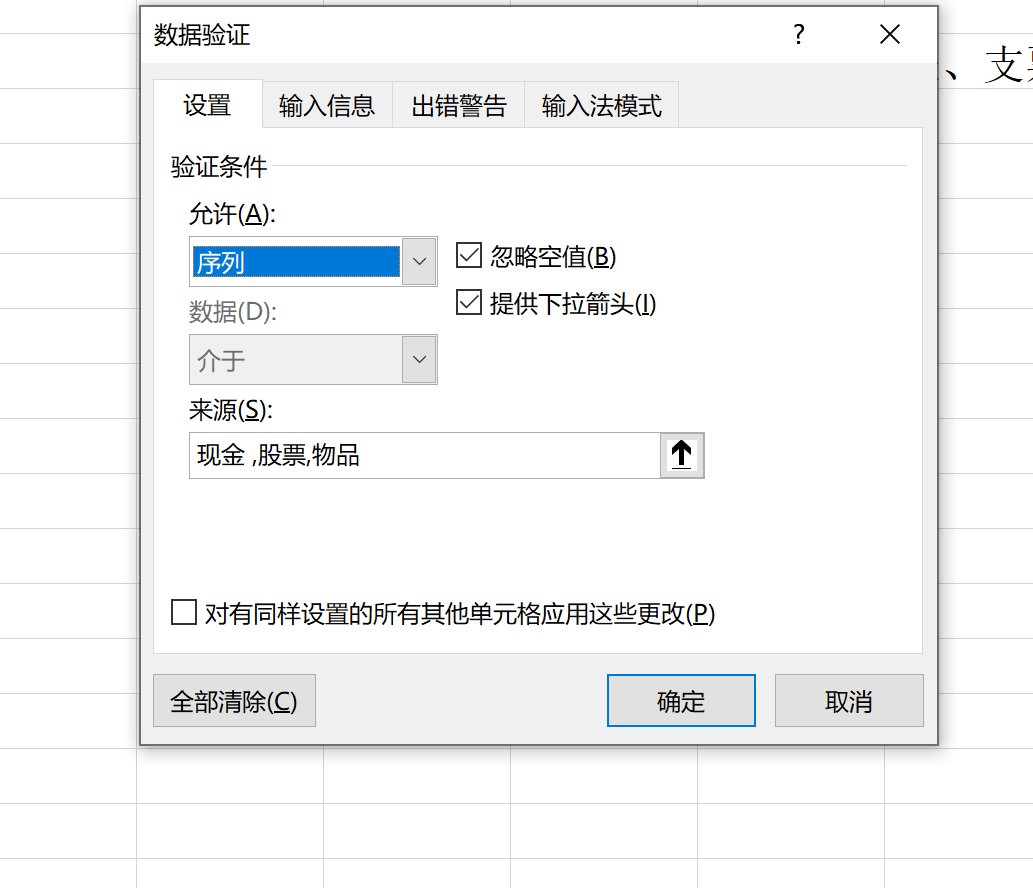 数据验证 ?
、支
设置 输入信息 出错警告 输入法模式
验证条件
允许(A):
序列
忽略空值(B)
提供下拉箭头(I)
数据(D):
介于
来源(S):
现金 ,股票,物品
对有同样设置的所有其他单元格应用这些更改(P)
全部清除(C) 确定 取消